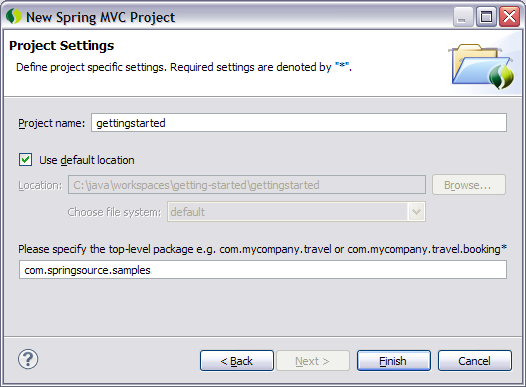 New Spring MVC Project
Project Settings
Define project specific settings. Required settings are denoted by "*".
Project name: gettingstarted
Use default location
Location: C:\java\workspaces\getting-started\gettingstarted Browse...
Choose file system: default
Please specify the top-level package e.g. com.mycompany.travel or com.mycompany.travel.booking*
com.springsource.samples
? < Back Next > Finish Cancel